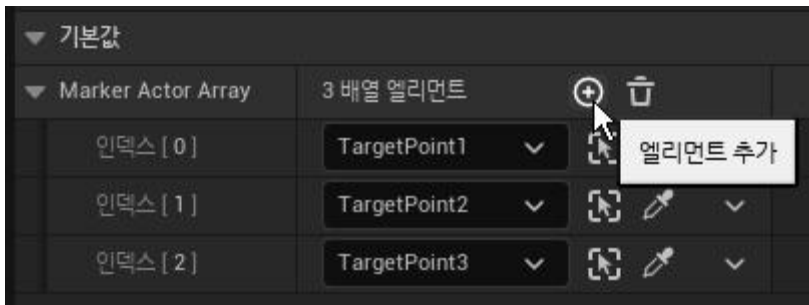 기본값
Marker Actor Array 3 배열 엘리먼트
엘리먼트 추가
인덱스 [ 0 ] TargetPoint1
인덱스 [ 1 ] TargetPoint2
인덱스 [ 2 ] TargetPoint3